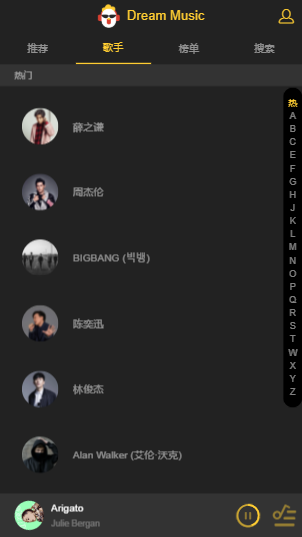 Dream Music
推荐 歌手 榜单 搜索
热门
热
A
B
C
E
F
G
H
J
K
L
M
N
O
P
Q
R
S
T
W
X
Y
Z
薛之谦
周杰伦
BIGBANG (빅뱅)
陈奕迅
林俊杰
Alan Walker (艾伦·沃克)
Arigato
Julie Bergan